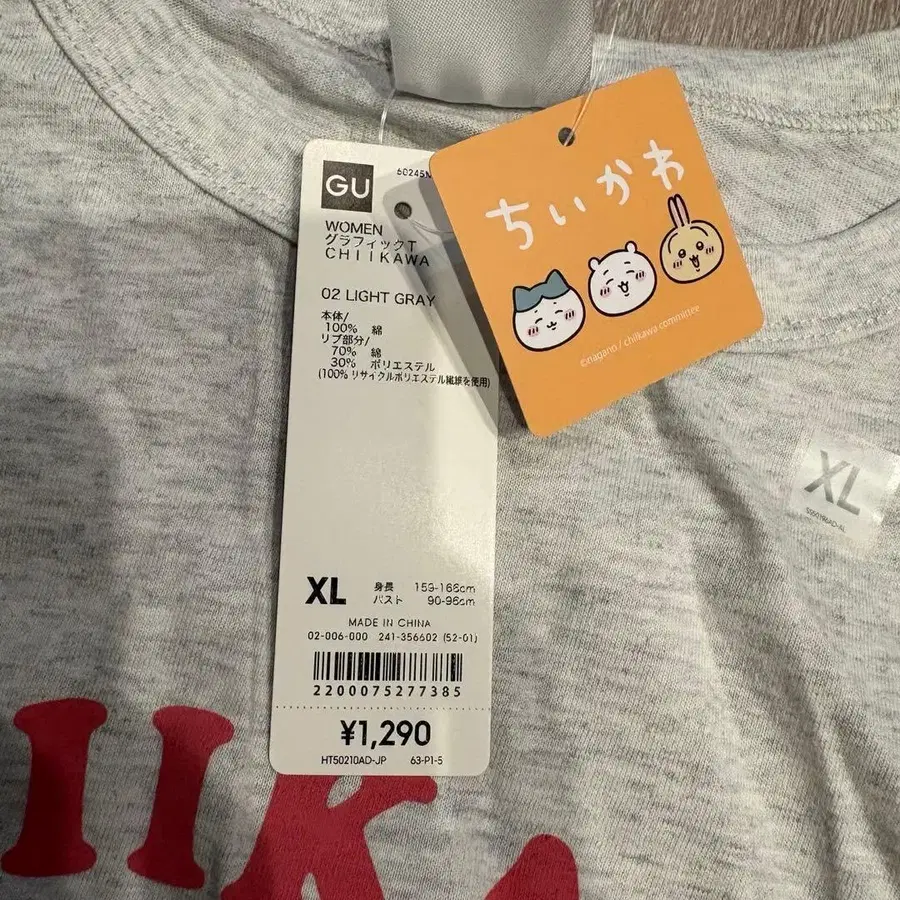 GU
WOMEN
グラフィックT
CHIIKAWA
02 LIGHT GRAY
本体/
100% 綿
リブ部分/
70% 綿
30% ポリエステル
(100% リサイクルポリエステル繊維を使用)
XL
身長 159-166cm
バスト 90-96cm
MADE IN CHINA
02-006-000 241-356602 (52-01)
2200075277385
¥1,290
HT50210AD-JP 63-P1-5
ちいかわ
©nagano / chiikawa committee
XL
IIK